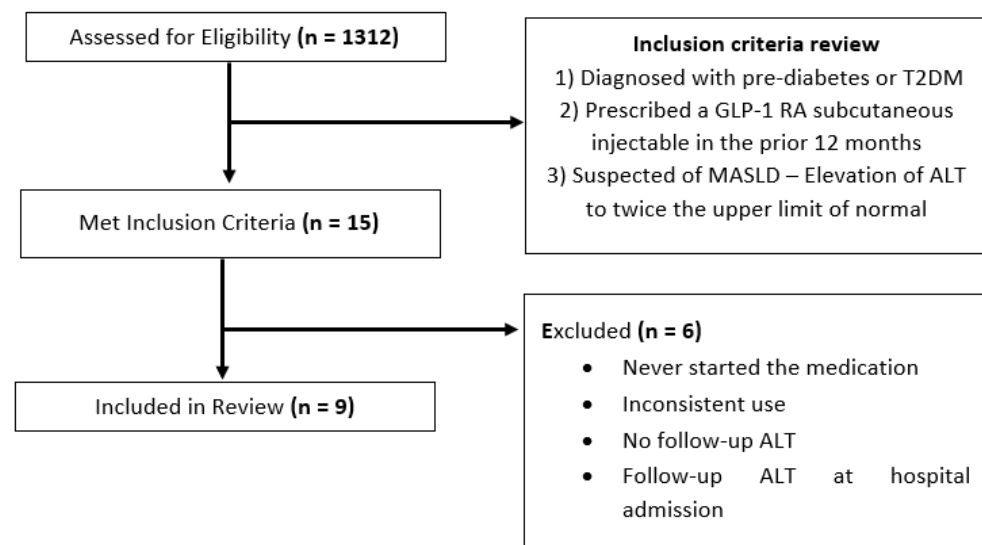 Assessed for Eligibility (n = 1312)
Inclusion criteria review
1) Diagnosed with pre-diabetes or T2DM
2) Prescribed a GLP-1 RA subcutaneous
injectable in the prior 12 months
3) Suspected of MASLD – Elevation of ALT
to twice the upper limit of normal
Met Inclusion Criteria (n = 15)
Excluded (n = 6)
• Never started the medication
• Inconsistent use
• No follow-up ALT
• Follow-up ALT at hospital
admission
Included in Review (n = 9)